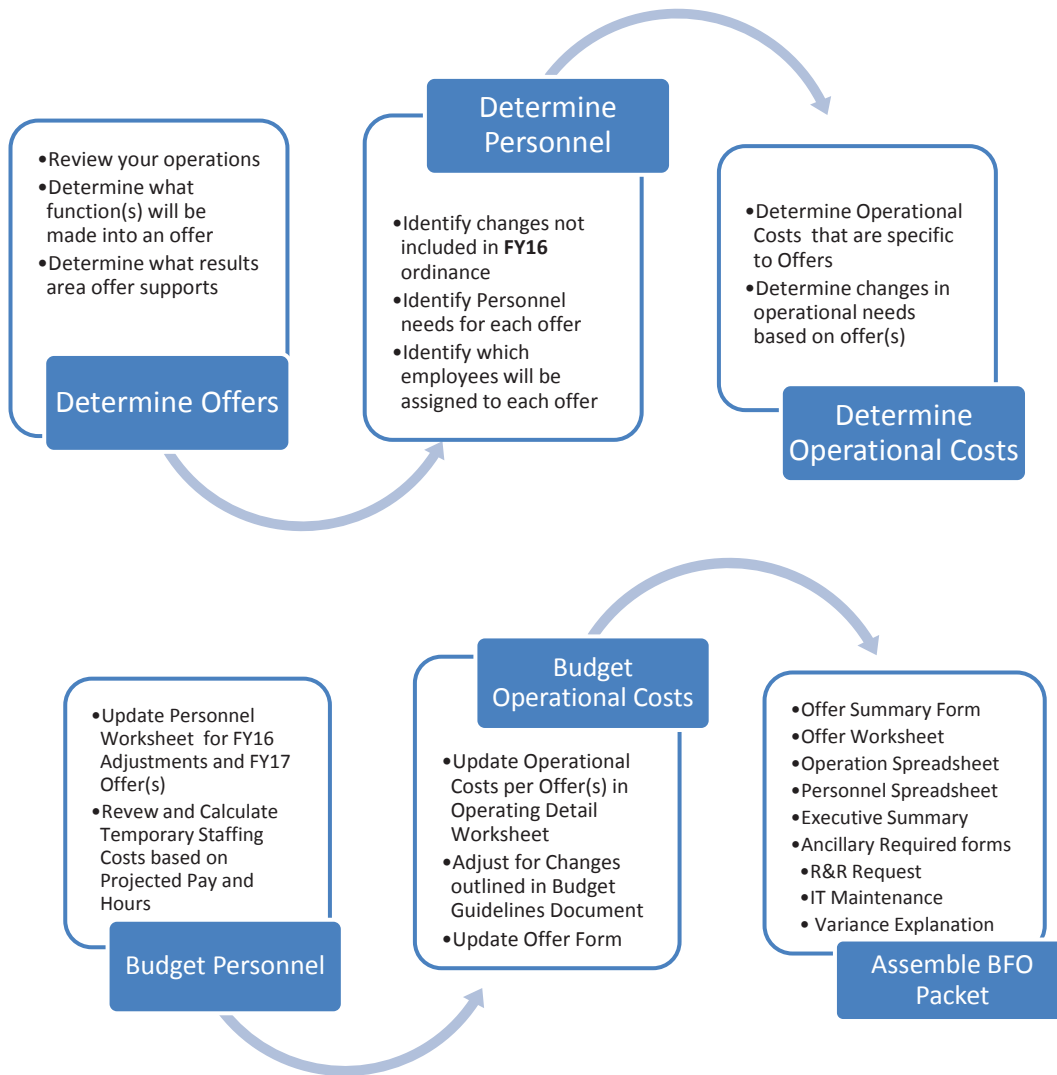 •Review your operations
•Determine what
function(s) will be
made into an offer
•Determine what results
area offer supports
Determine Offers
Determine
Personnel
•Identify changes not
included in FY16
ordinance
•Identify Personnel
needs for each offer
•Identify which
employees will be
assigned to each offer
•Determine Operational
Costs that are specific
to Offers
•Determine changes in
operational needs
based on offer(s)
Determine
Operational Costs
•Update Personnel
Worksheet for FY16
Adjustments and FY17
Offer(s)
•Revew and Calculate
Temporary Staffing
Costs based on
Projected Pay and
Hours
Budget Personnel
Budget
Operational Costs
•Update Operational
Costs per Offer(s) in
Operating Detail
Worksheet
•Adjust for Changes
outlined in Budget
Guidelines Document
•Update Offer Form
•Offer Summary Form
•Offer Worksheet
•Operation Spreadsheet
•Personnel Spreadsheet
•Executive Summary
•Ancillary Required forms
•R&R Request
•IT Maintenance
• Variance Explanation
Assemble BFO
Packet